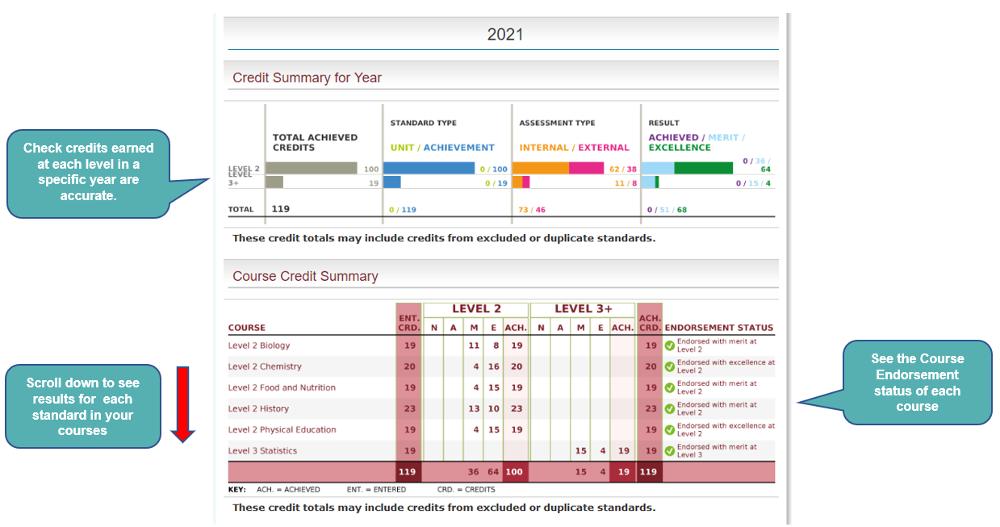 2021
Credit Summary for Year
Check credits earned
at each level in a
specific year are
accurate.
STANDARD TYPE ASSESSMENT TYPE RESULT
TOTAL ACHIEVED
CREDITS
UNIT / ACHIEVEMENT
INTERNAL / EXTERNAL
ACHIEVED / MERIT /
EXCELLENCE
LEVEL 2 100 0 / 100 62 / 38 0 / 36 /
64
LEVEL
3+ 19 0 / 19 11 / 8 0 / 15 / 4
TOTAL 119 0 / 119 73 / 46 0 / 51 / 68
These credit totals may include credits from excluded or duplicate standards.
Course Credit Summary
LEVEL 2 LEVEL 3+
COURSE ENT. CRD. N A M E ACH. N A M E ACH. ACH. CRD. ENDORSEMENT STATUS
Level 2 Biology 19 11 8 19 19 Endorsed with merit at
Level 2
Level 2 Chemistry 20 4 16 20 20 Endorsed with excellence at
Level 2
Level 2 Food and Nutrition 19 4 15 19 19 Endorsed with merit at
Level 2
Level 2 History 23 13 10 23 23 Endorsed with merit at
Level 2
Level 2 Physical Education 19 4 15 19 19 Endorsed with excellence at
Level 2
Level 3 Statistics 19 15 4 19 19 Endorsed with merit at
Level 3
119 36 64 100 15 4 19 119
KEY: ACH. = ACHIEVED ENT. = ENTERED CRD. = CREDITS
These credit totals may include credits from excluded or duplicate standards.
Scroll down to see
results for each
standard in your
courses
See the Course
Endorsement
status of each
course